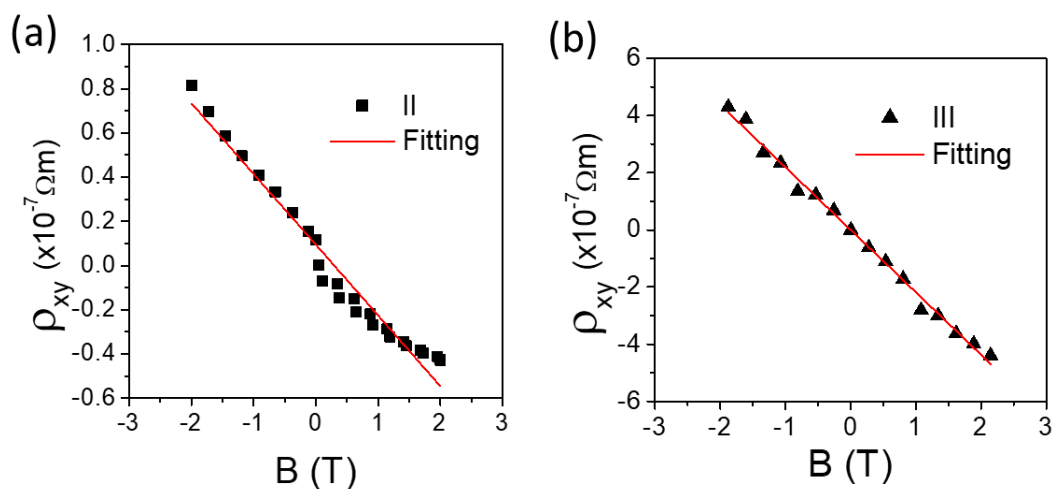 (a)
1.0
0.8
0.6
0.4
0.2
0.0
-0.2
-0.4
-0.6
-3 -2 -1 0 1 2 3
ρxy (x10⁻⁷Ωm)
B (T)
II
Fitting
(b)
6
4
2
0
-2
-4
-6
-3 -2 -1 0 1 2 3
ρxy (x10⁻⁷Ωm)
B (T)
III
Fitting